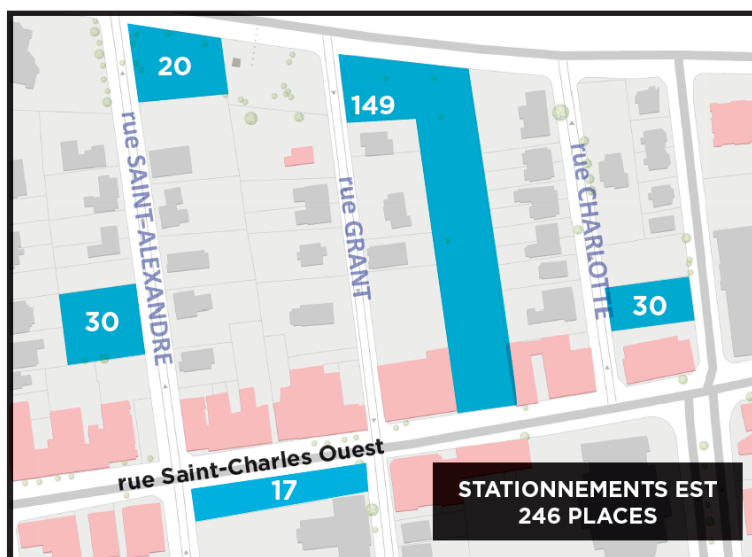 20
149
rue SAINT-ALEXANDRE
rue GRANT
rue CHARLOTTE
30
30
rue Saint-Charles Ouest
17
STATIONNEMENTS EST
246 PLACES